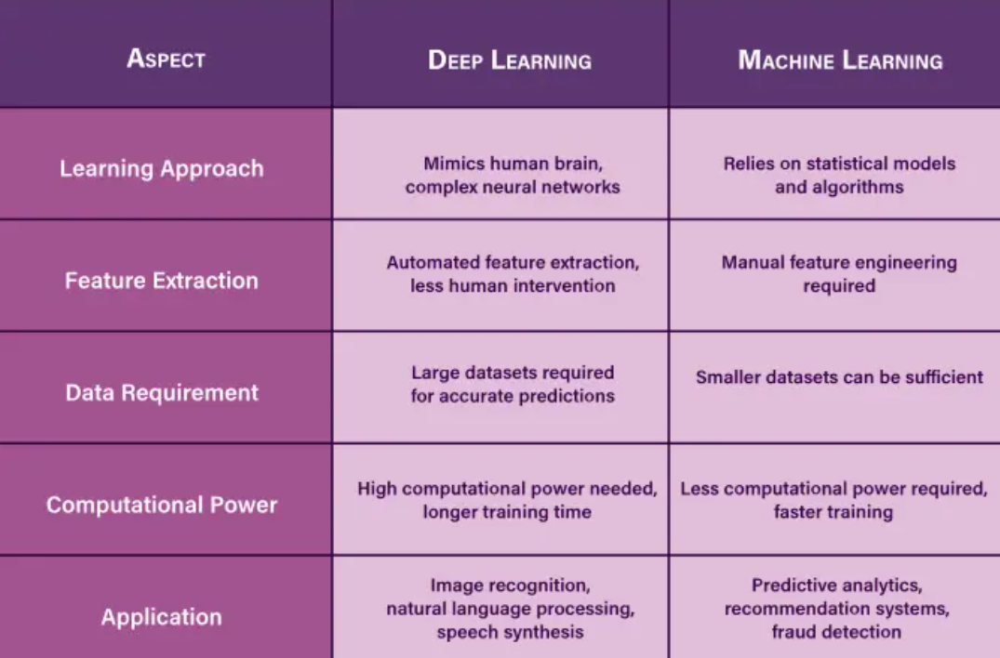 Aspect
Deep Learning
Machine Learning
Learning Approach
Mimics human brain,
complex neural networks
Relies on statistical models
and algorithms
Feature Extraction
Automated feature extraction,
less human intervention
Manual feature engineering
required
Data Requirement
Large datasets required
for accurate predictions
Smaller datasets can be sufficient
Computational Power
High computational power needed,
longer training time
Less computational power required,
faster training
Application
Image recognition,
natural language processing,
speech synthesis
Predictive analytics,
recommendation systems,
fraud detection